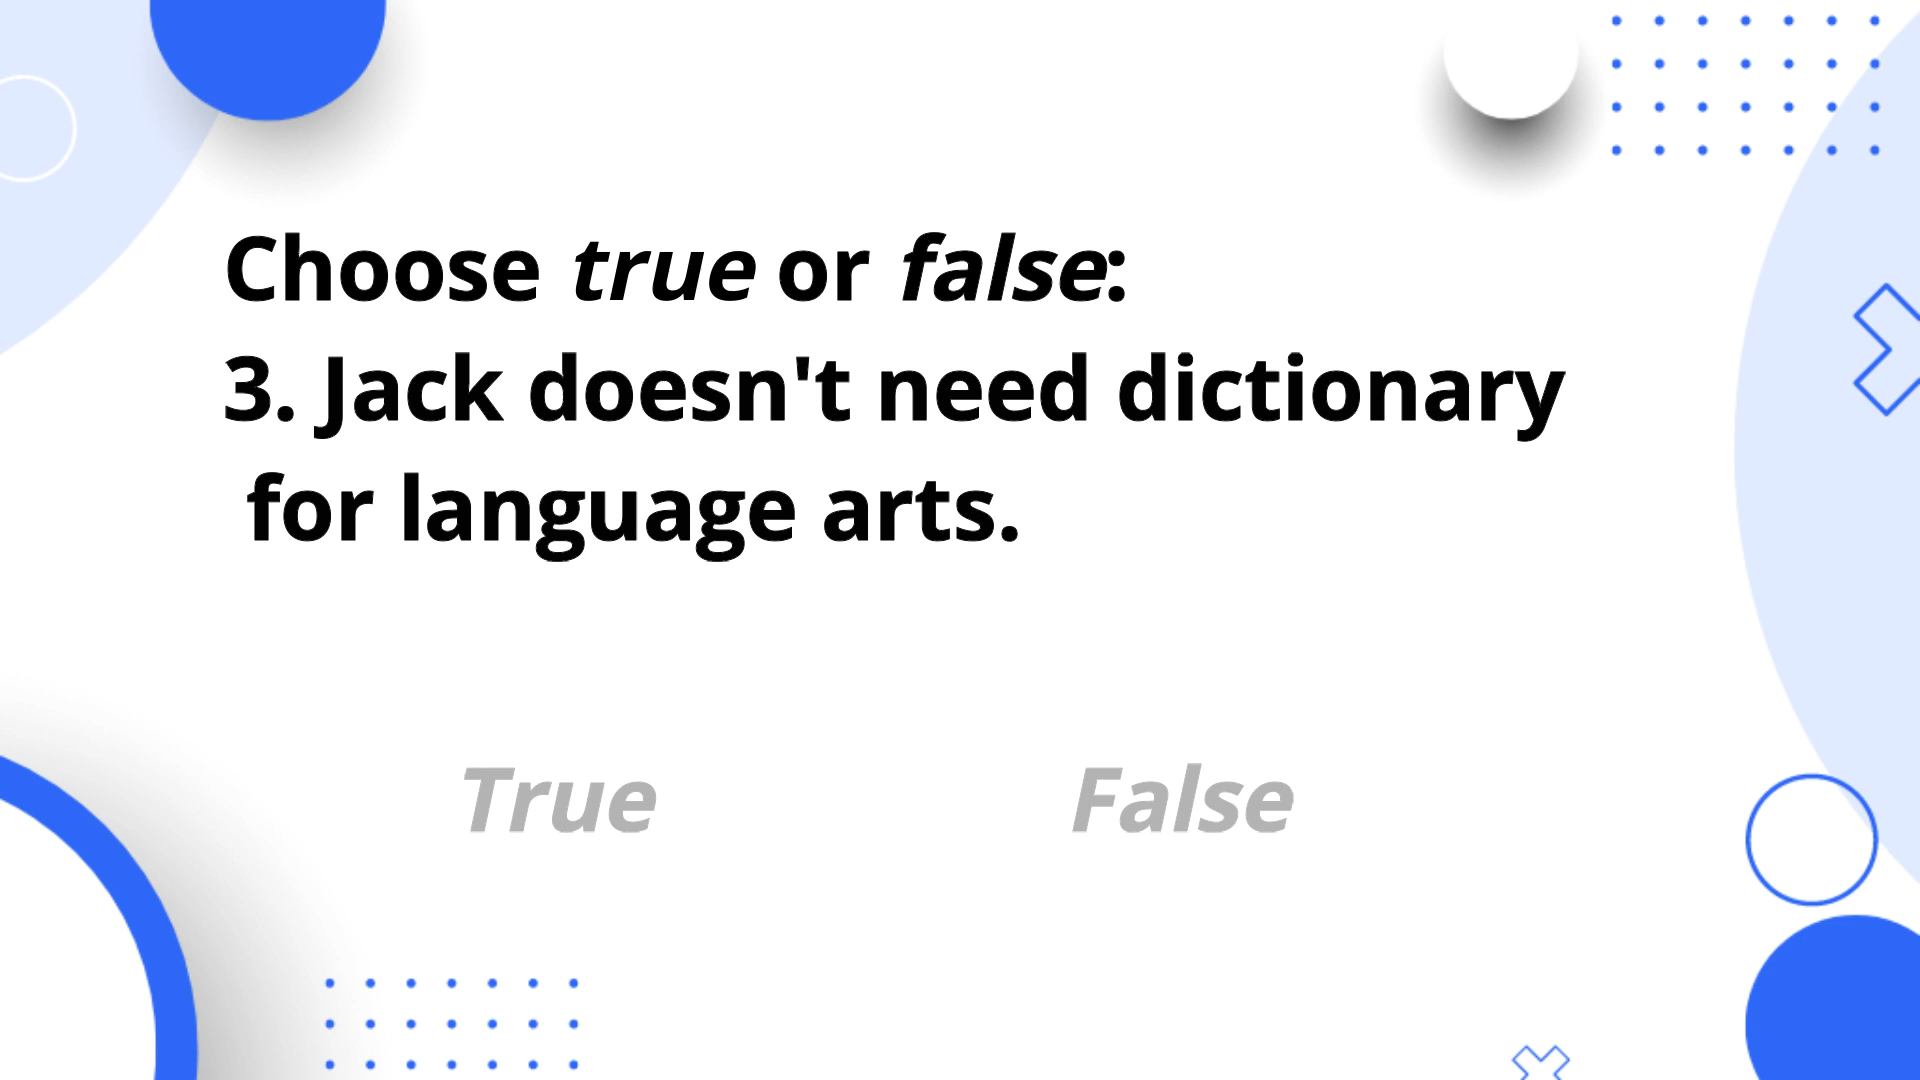 Choose true or false:
3. Jack doesn't need dictionary
for language arts.
True False